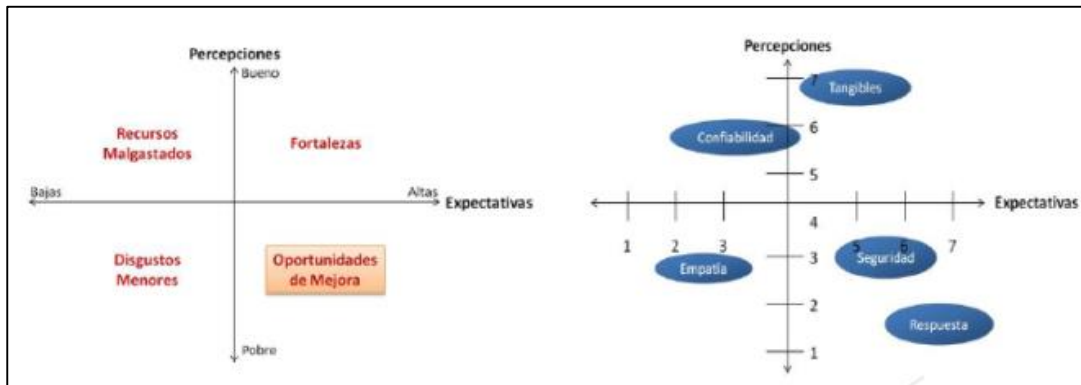 Percepciones
Bueno
Recursos
Malgastados
Fortalezas
Bajas
Altas
Expectativas
Disgustos
Menores
Oportunidades
de Mejora
Pobre
Percepciones
7
Tangibles
Confiabilidad
6
5
Expectativas
4
1 2 3 5 6 7
Empatía
3
Seguridad
2
Respuesta
1